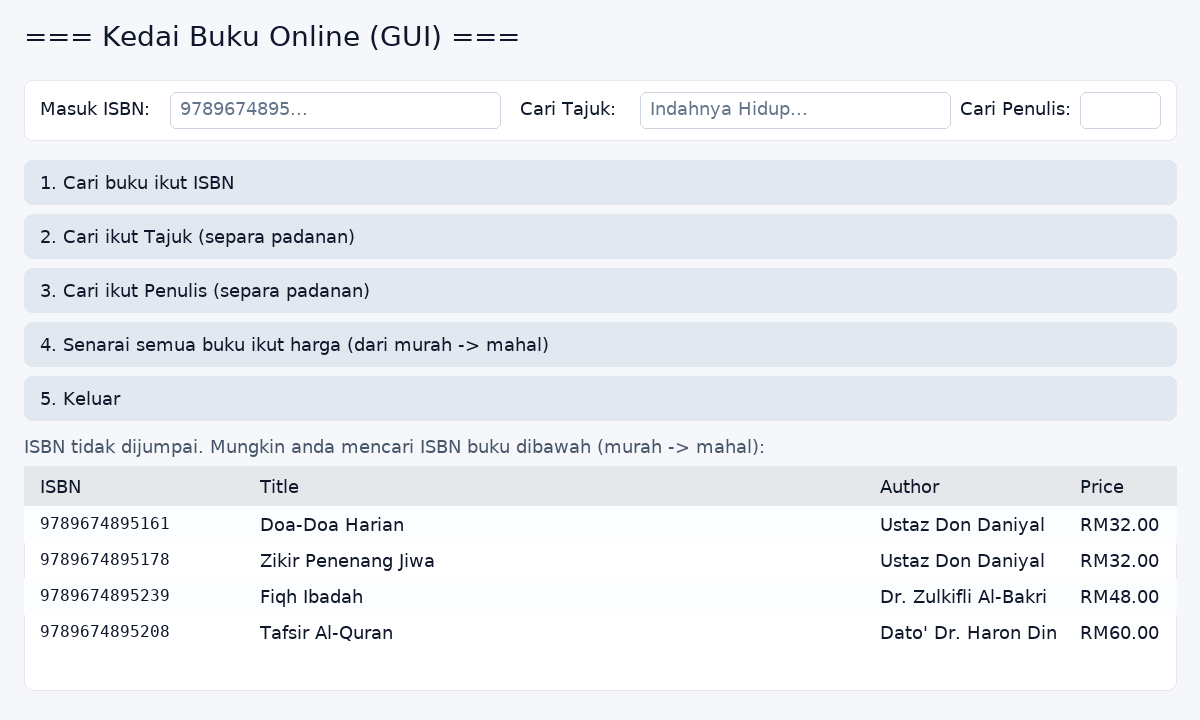 === Kedai Buku Online (GUI) ===
Masuk ISBN: 9789674895... Cari Tajuk: Indahnya Hidup... Cari Penulis:
1. Cari buku ikut ISBN
2. Cari ikut Tajuk (separa padanan)
3. Cari ikut Penulis (separa padanan)
4. Senarai semua buku ikut harga (dari murah -> mahal)
5. Keluar
ISBN tidak dijumpai. Mungkin anda mencari ISBN buku dibawah (murah -> mahal):
ISBN Title Author Price
9789674895161 Doa-Doa Harian Ustaz Don Daniyal RM32.00
9789674895178 Zikir Penenang Jiwa Ustaz Don Daniyal RM32.00
9789674895239 Fiqh Ibadah Dr. Zulkifli Al-Bakri RM48.00
9789674895208 Tafsir Al-Quran Dato' Dr. Haron Din RM60.00